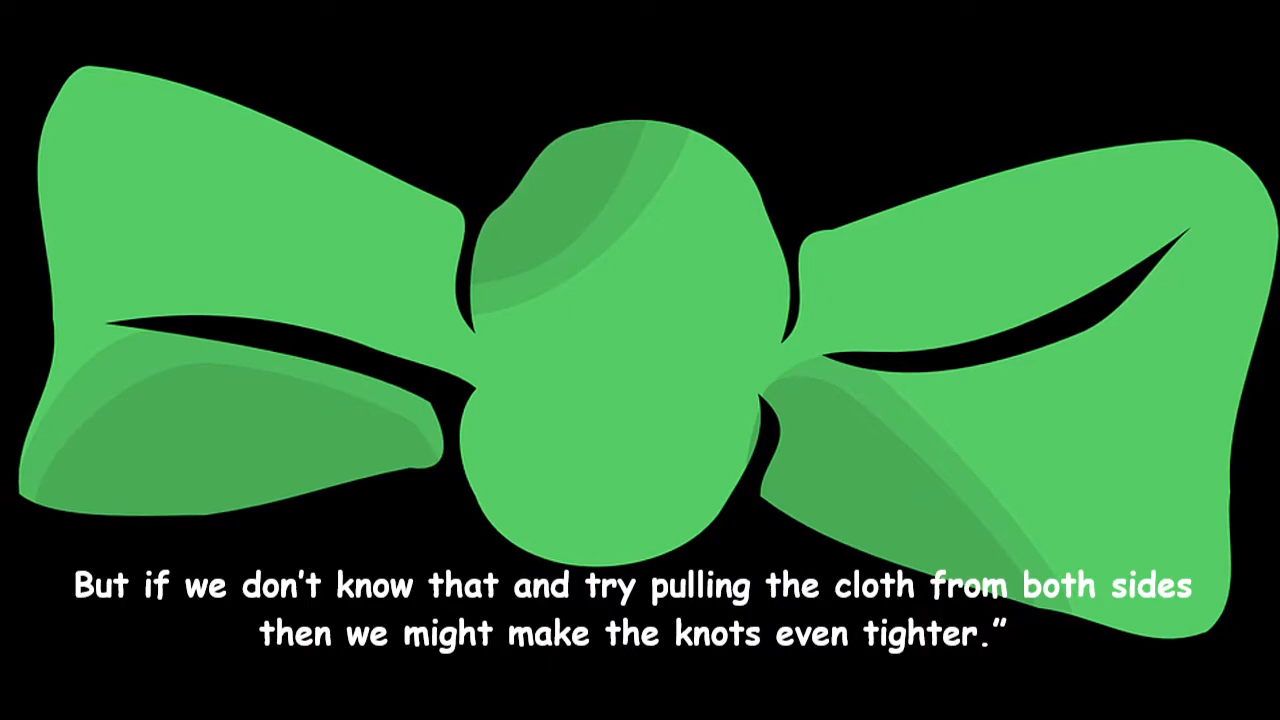 But if we don’t know that and try pulling the cloth from both sides
then we might make the knots even tighter.”